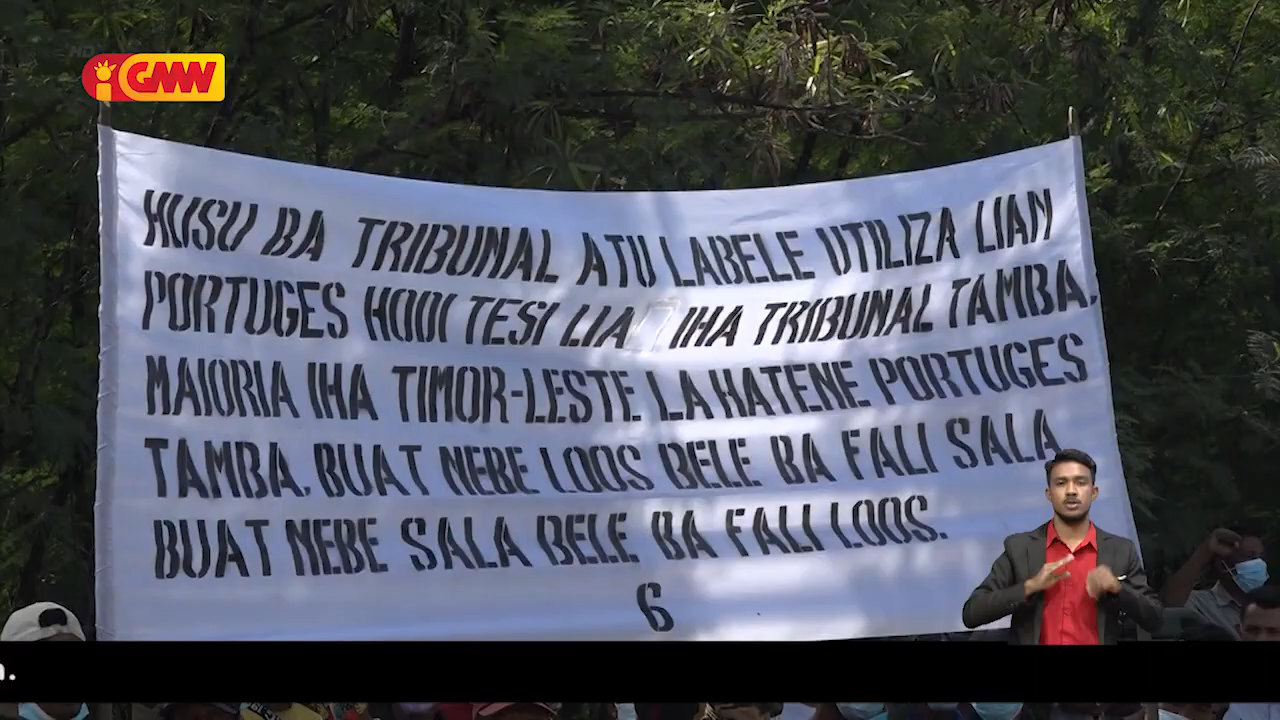 GMW
HUSU BA TRIBUNAL ATU LABELE UTILIZA LIAN
PORTUGES HODI TESI LIA IHA TRIBUNAL TAMBA.
MAIORIA IHA TIMOR-LESTE LA HATENE PORTUGES
TAMBA. BUAT NEBE LOOS BELE BA FALI SALA
BUAT NEBE SALA BELE BA FALI LOOS.
6